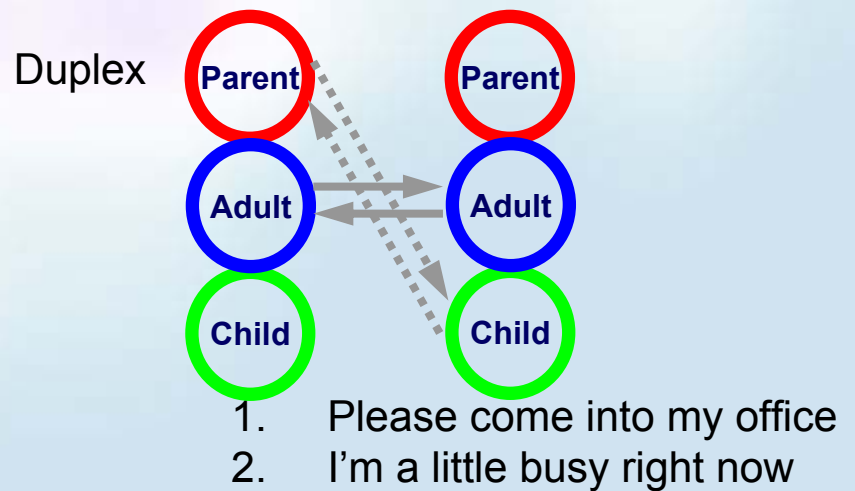 Duplex
Parent Parent
Adult Adult
Child Child
1. Please come into my office
2. I'm a little busy right now